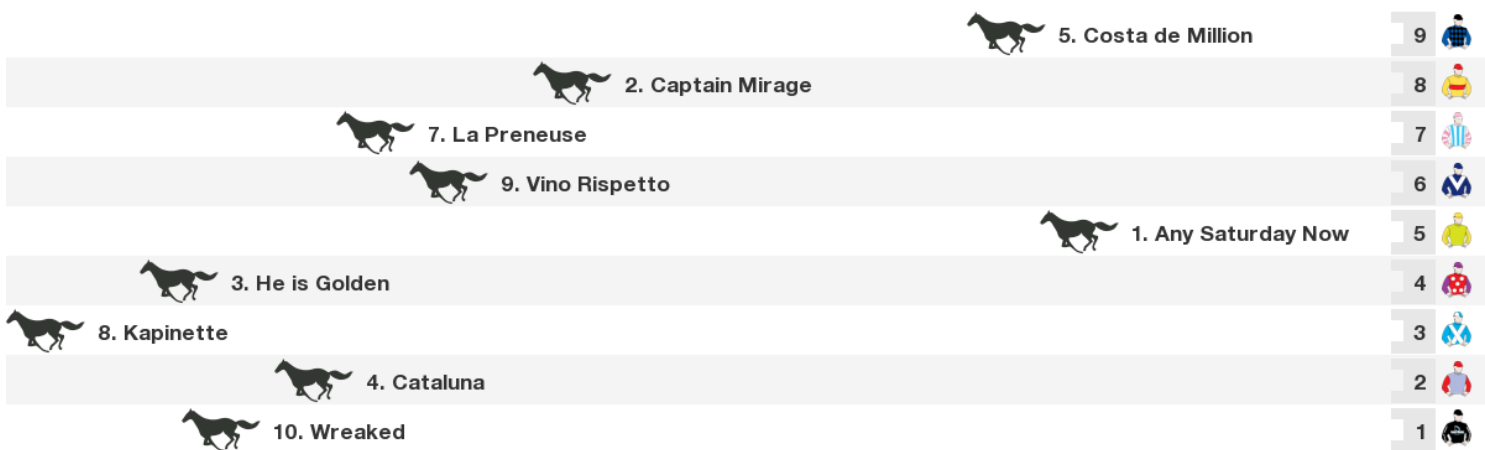 5. Costa de Million 9
2. Captain Mirage 8
7. La Preneuse 7
9. Vino Rispetto 6
1. Any Saturday Now 5
3. He is Golden 4
8. Kapinette 3
4. Cataluna 2
10. Wreaked 1